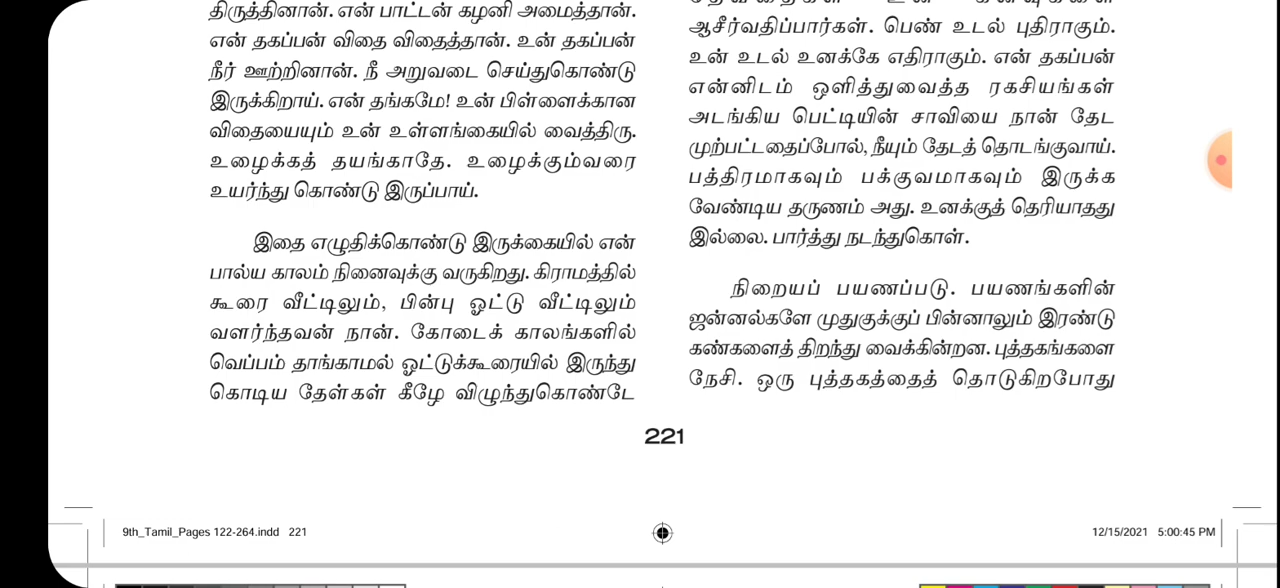 திருத்தினான். என் பாட்டன் கழனி அமைத்தான்.
என் தகப்பன் விதை விதைத்தான். உன் தகப்பன்
நீர் ஊற்றினான். நீ அறுவடை செய்துகொண்டு
இருக்கிறாய். என் தங்கமே! உன் பிள்ளைக்கான
விதையையும் உன் உள்ளங்கையில் வைத்திரு.
உழைக்கத் தயங்காதே. உழைக்கும்வரை
உயர்ந்து கொண்டு இருப்பாய்.
இதை எழுதிக்கொண்டு இருக்கையில் என்
பால்ய காலம் நினைவுக்கு வருகிறது. கிராமத்தில்
கூரை வீட்டிலும், பின்பு ஓட்டு வீட்டிலும்
வளர்ந்தவன் நான். கோடைக் காலங்களில்
வெப்பம் தாங்காமல் ஓட்டுக்கூரையில் இருந்து
கொடிய தேள்கள் கீழே விழுந்துகொண்டே
ஆசீர்வதிப்பார்கள். பெண் உடல் புதிராகும்.
உன் உடல் உனக்கே எதிராகும். என் தகப்பன்
என்னிடம் ஒளித்துவைத்த ரகசியங்கள்
அடங்கிய பெட்டியின் சாவியை நான் தேட
முற்பட்டதைப்போல், நீயும் தேடத் தொடங்குவாய்.
பத்திரமாகவும் பக்குவமாகவும் இருக்க
வேண்டிய தருணம் அது. உனக்குத் தெரியாதது
இல்லை. பார்த்து நடந்துகொள்.
நிறையப் பயணப்படு. பயணங்களின்
ஜன்னல்களே முதுகுக்குப் பின்னாலும் இரண்டு
கண்களைத் திறந்து வைக்கின்றன. புத்தகங்களை
நேசி. ஒரு புத்தகத்தைத் தொடுகிறபோது
221
9th_Tamil_Pages 122-264.indd 221
12/15/2021 5:00:45 PM